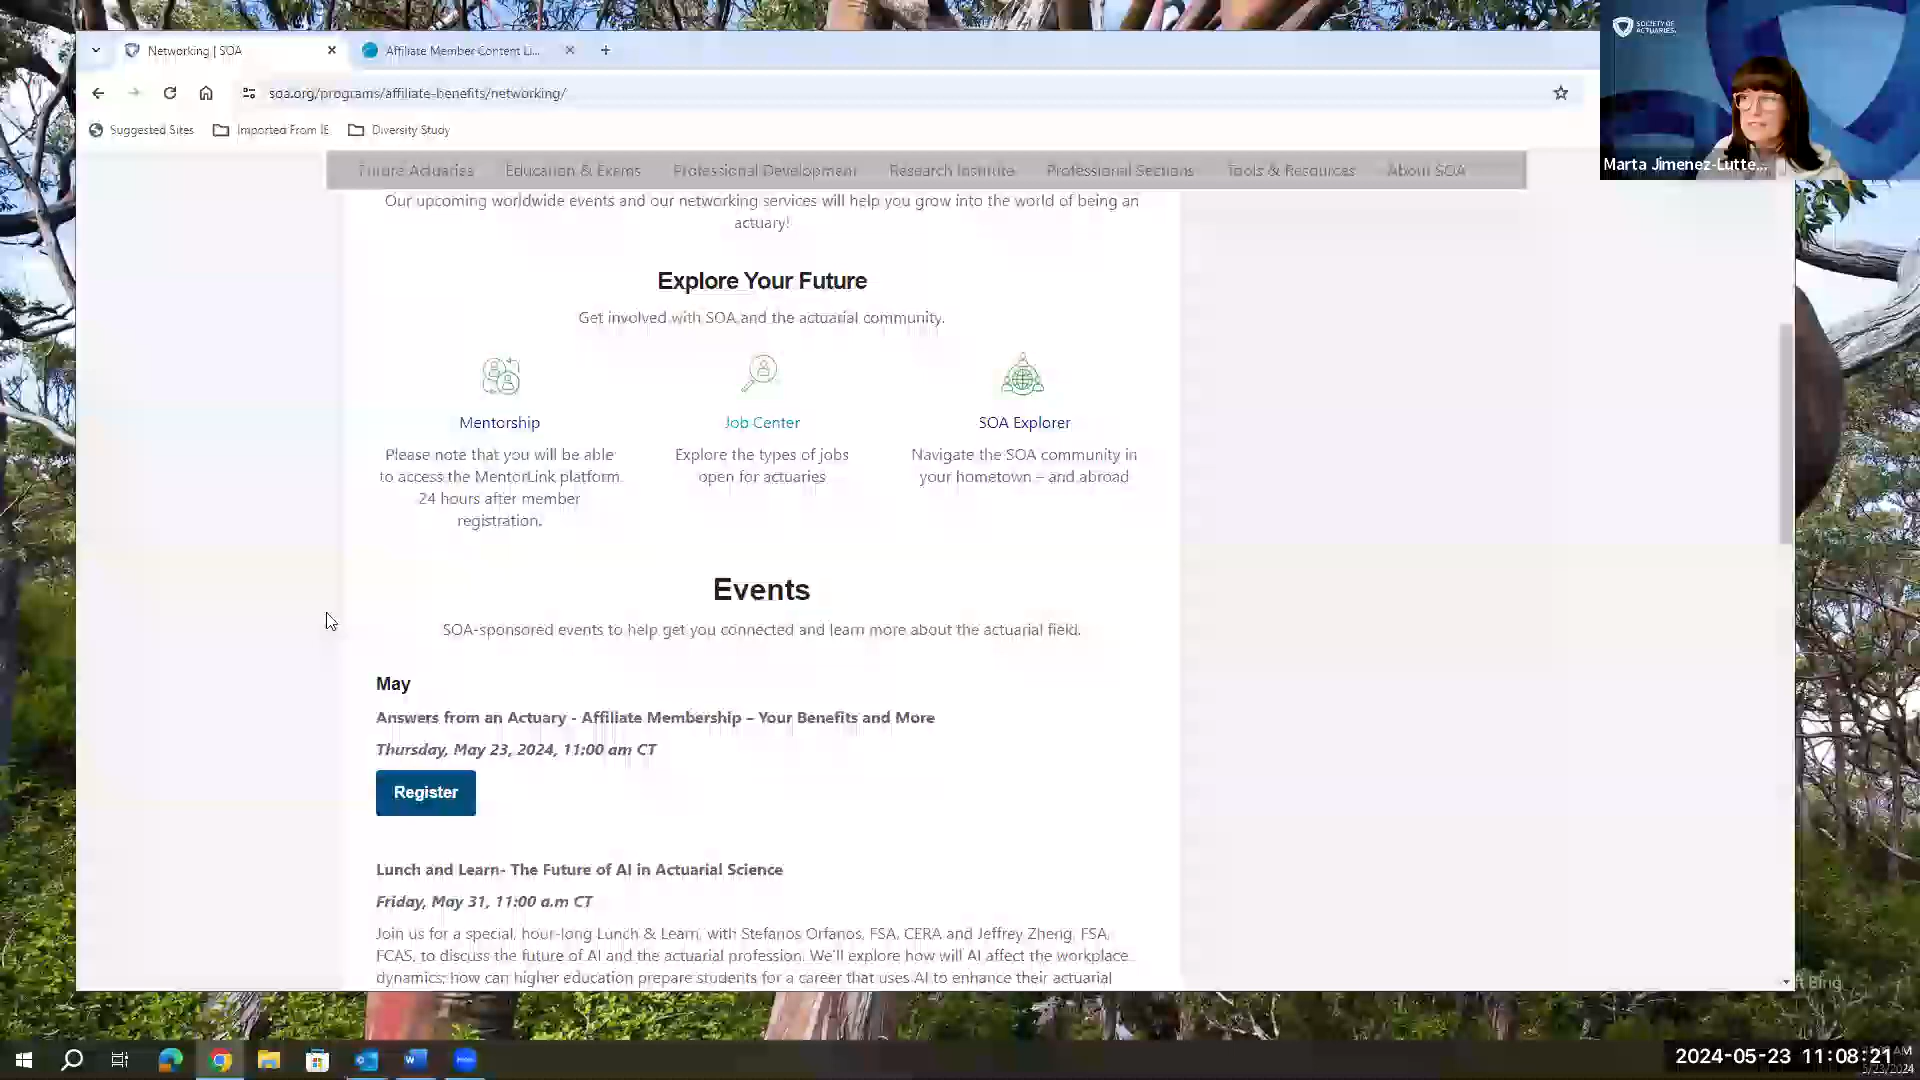 Networking | SOA
Affiliate Member Content Li...
SOCIETY OF
ACTUARIES.
soa.org/programs/affiliate-benefits/networking/
Suggested Sites
Imported From IE
Diversity Study
Marta Jimenez-Lutte...
Future Actuaries
Education & Exams
Professional Development
Research Institute
Professional Sections
Tools & Resources
About SOA
Our upcoming worldwide events and our networking services will help you grow into the world of being an
actuary!
Explore Your Future
Get involved with SOA and the actuarial community.
Mentorship
Please note that you will be able
to access the MentorLink platform
24 hours after member
registration.
Job Center
Explore the types of jobs
open for actuaries
SOA Explorer
Navigate the SOA community in
your hometown – and abroad
Events
SOA-sponsored events to help get you connected and learn more about the actuarial field.
May
Answers from an Actuary - Affiliate Membership – Your Benefits and More
Thursday, May 23, 2024, 11:00 am CT
Register
Lunch and Learn- The Future of AI in Actuarial Science
Friday, May 31, 11:00 a.m CT
Join us for a special, hour-long Lunch & Learn, with Stefanos Orfanos, FSA, CERA and Jeffrey Zheng, FSA,
FCAS, to discuss the future of AI and the actuarial profession. We'll explore how will AI affect the workplace
dynamics; how can higher education prepare students for a career that uses AI to enhance their actuarial
Bing
2024-05-23 11:08:21
5/23/2024